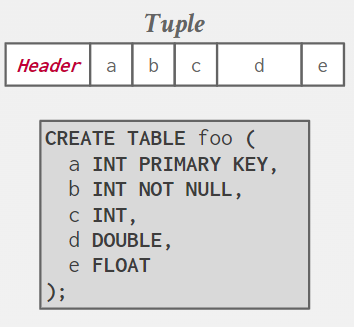 Tuple
Header a b c d e
CREATE TABLE foo (
a INT PRIMARY KEY,
b INT NOT NULL,
c INT,
d DOUBLE,
e FLOAT
);